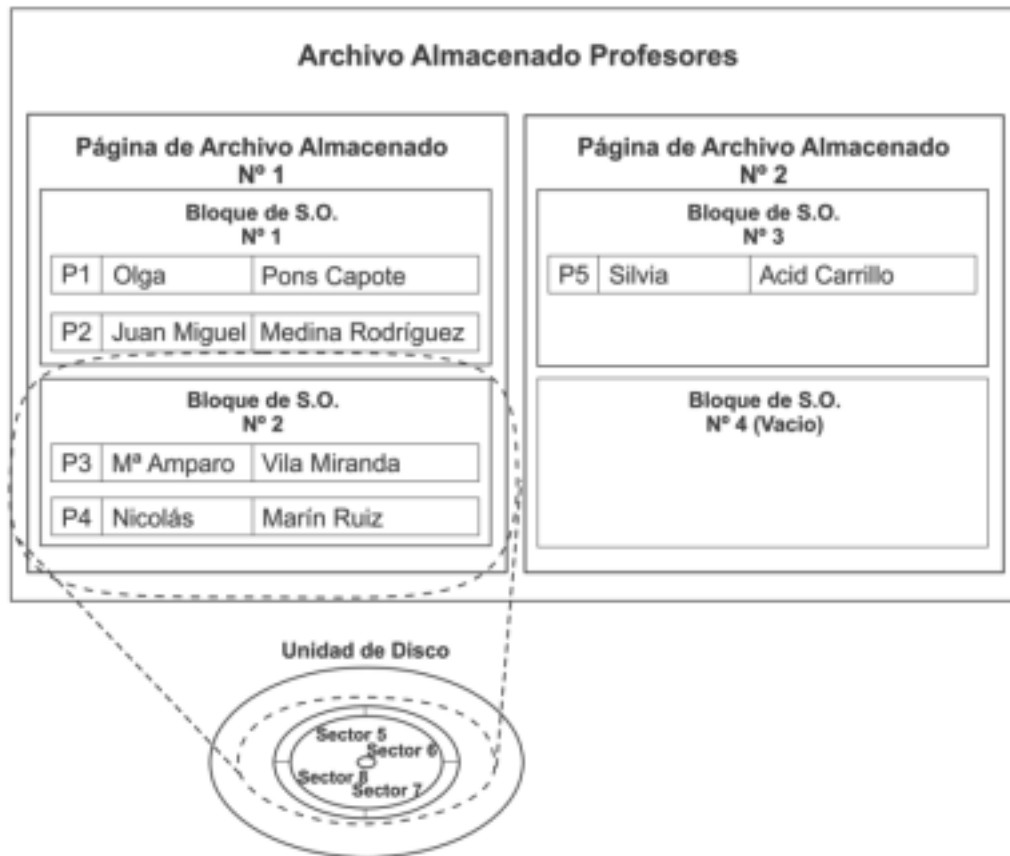 Archivo Almacenado Profesores
Página de Archivo Almacenado
Nº 1
Bloque de S.O.
Nº 1
P1 Olga Pons Capote
P2 Juan Miguel Medina Rodríguez
Bloque de S.O.
Nº 2
P3 Mª Amparo Vila Miranda
P4 Nicolás Marín Ruiz
Página de Archivo Almacenado
Nº 2
Bloque de S.O.
Nº 3
P5 Silvia Acid Carrillo
Bloque de S.O.
Nº 4 (Vacio)
Unidad de Disco
Sector 5
Sector 6
Sector 8
Sector 7